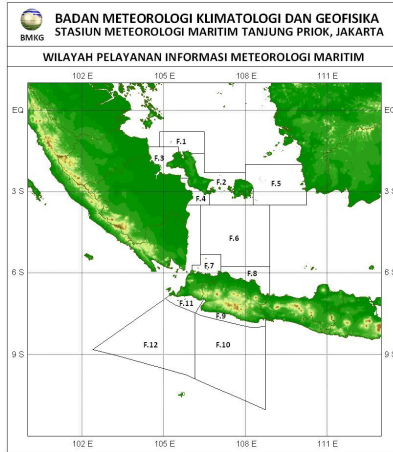 BADAN METEOROLOGI KLIMATOLOGI DAN GEOFISIKA
STASIUN METEOROLOGI MARITIM TANJUNG PRIOK, JAKARTA
BMKG
WILAYAH PELAYANAN INFORMASI METEOROLOGI MARITIM
102 E 105 E 108 E 111 E
EQ EQ
F.1
F.3
F.2
F.5
3 S 3 S
F.4
F.6
F.7
6 S F.8 6 S
F.11
F.9
F.12 F.10
9 S 9 S
102 E 105 E 108 E 111 E